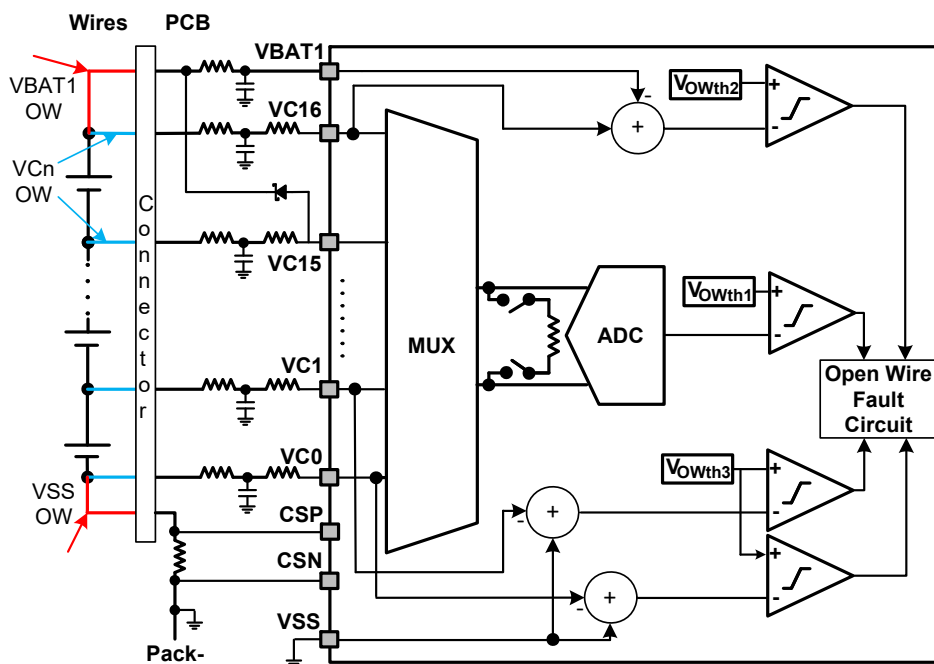 Wires
PCB
VBAT1
VBAT1
OW
VC16
VCn
OW
Connector
VC15
MUX
ADC
VOWth2
+
-
-
+
VOWth1
+
-
Open Wire
Fault
Circuit
VC1
VC0
VSS
OW
CSP
CSN
VSS
Pack-
VOWth3
+
-
-
+
+
-
-
+